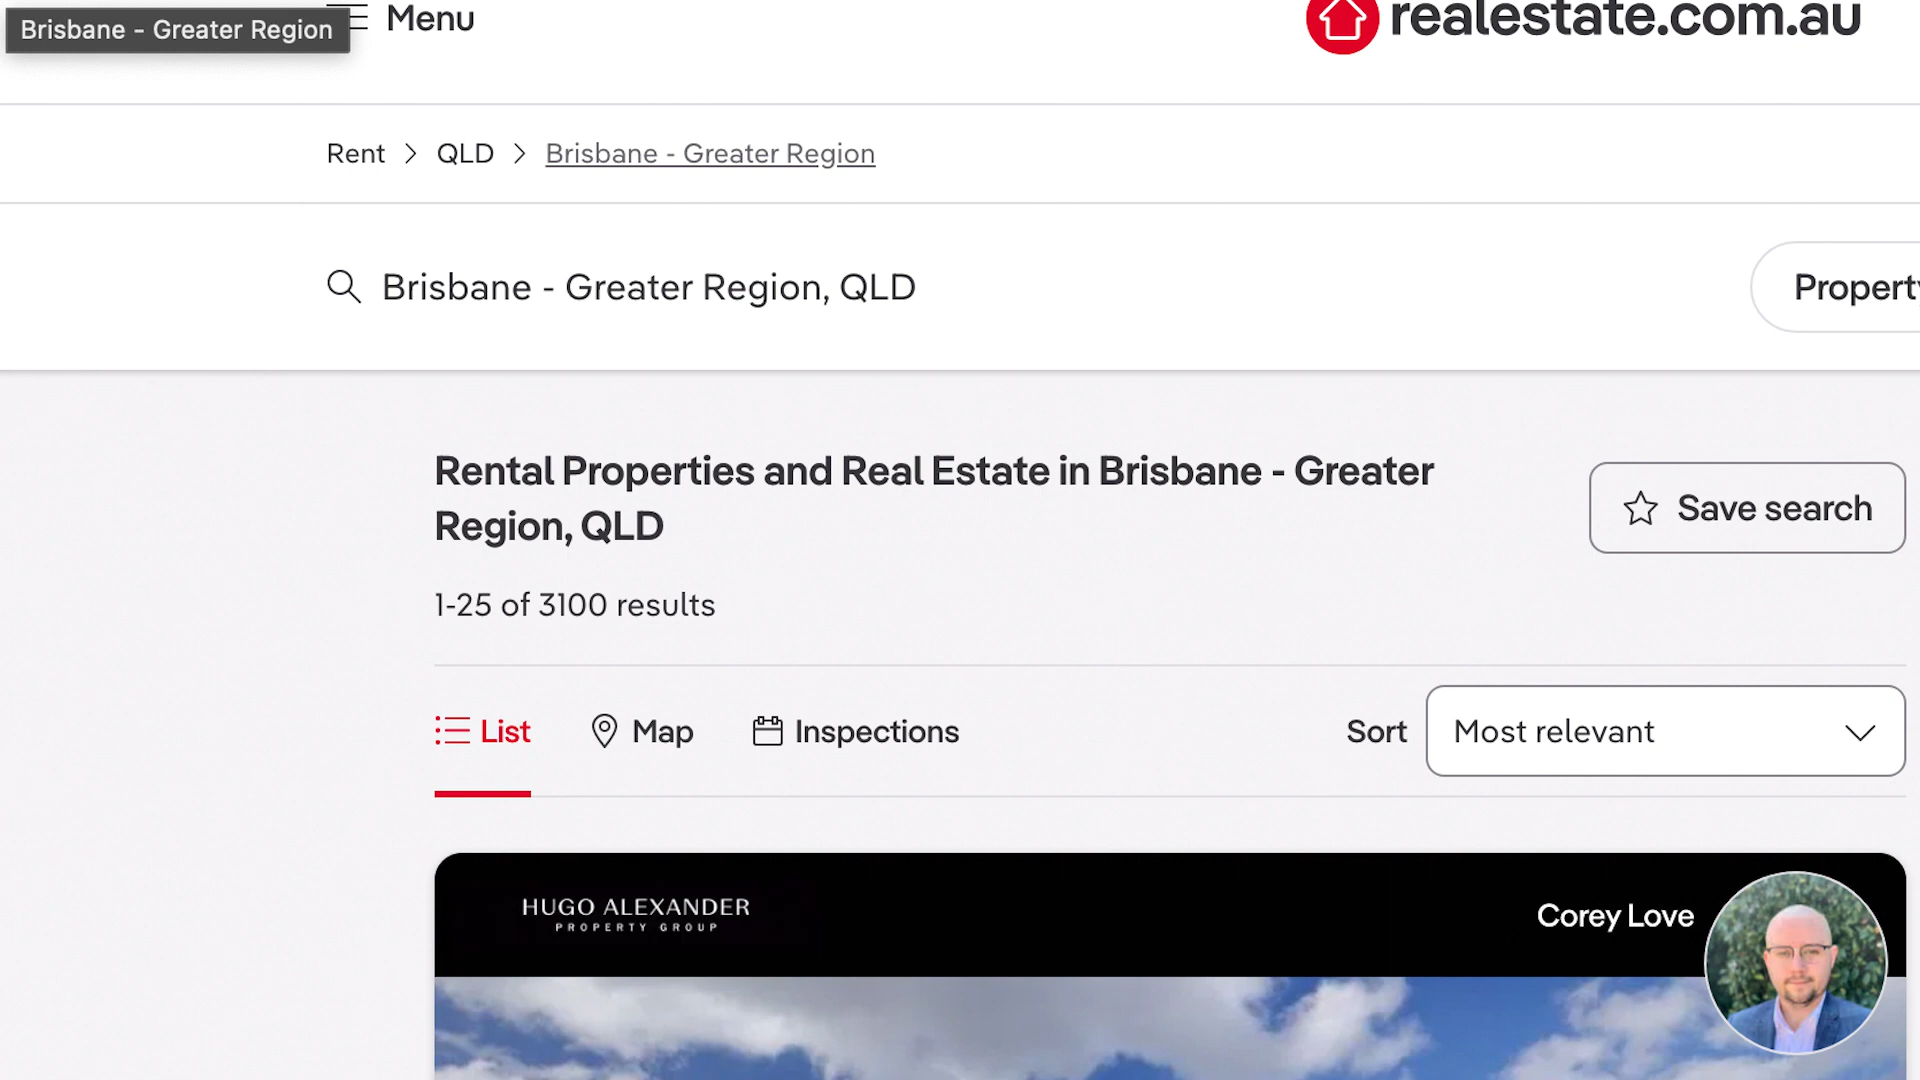 Brisbane - Greater Region
Menu
realestate.com.au
Rent
QLD
Brisbane - Greater Region
Brisbane - Greater Region, QLD
Property
Rental Properties and Real Estate in Brisbane - Greater
Region, QLD
Save search
1-25 of 3100 results
List
Map
Inspections
Sort
Most relevant
HUGO ALEXANDER
PROPERTY GROUP
Corey Love